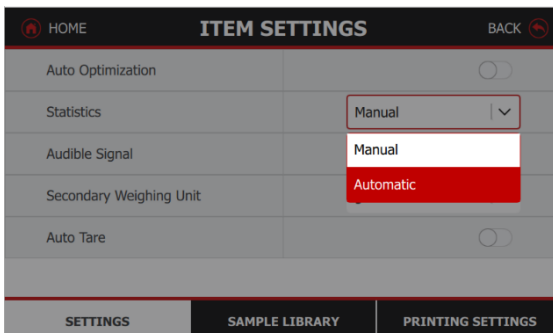 HOME ITEM SETTINGS BACK
Auto Optimization
Statistics Manual
Audible Signal Manual
Secondary Weighing Unit Automatic
Auto Tare
SETTINGS SAMPLE LIBRARY PRINTING SETTINGS